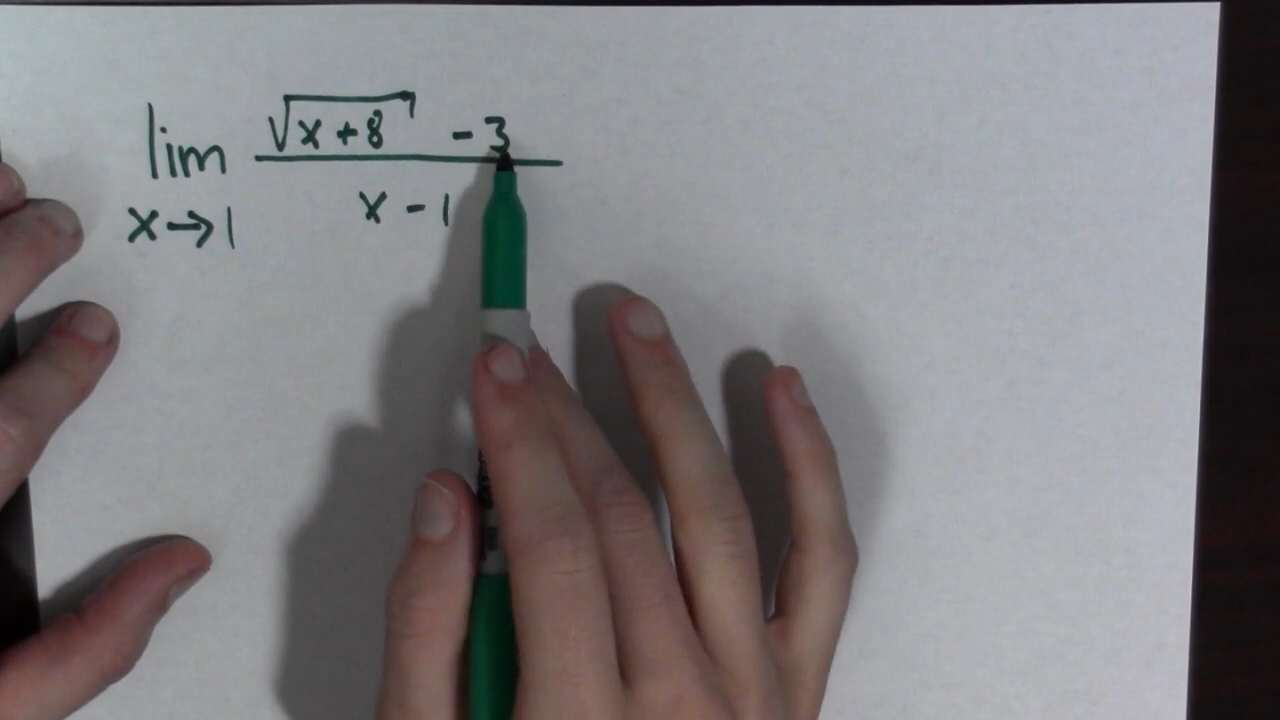 lim √(x+8) - 3
x→1 x - 1